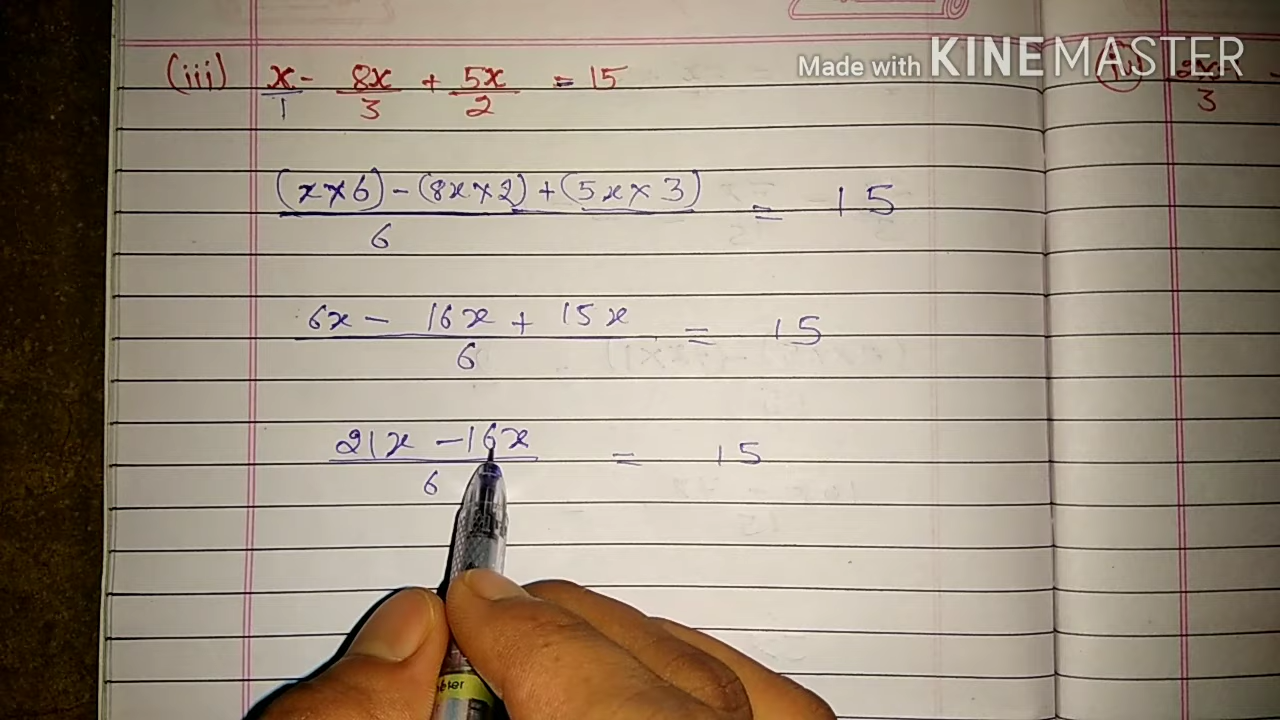 Made with KINEMASTER
(iii) x/1 - 8x/3 + 5x/2 = 15
(x×6) - (8x×2) + (5x×3) / 6 = 15
6x - 16x + 15x / 6 = 15
21x - 16x / 6 = 15